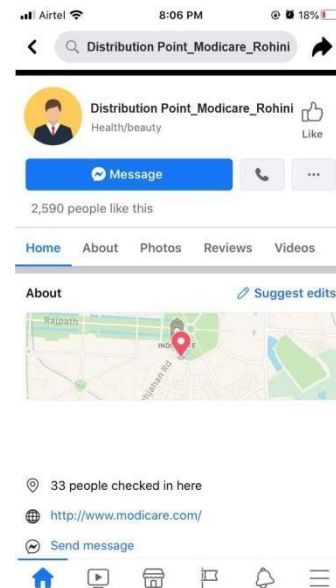 Airtel 8:06 PM 18%
Distribution Point_Modicare_Rohini
Distribution Point_Modicare_Rohini
Health/beauty
Like
Message
2,590 people like this
Home About Photos Reviews Videos
About Suggest edits
Rajpath
33 people checked in here
http://www.modicare.com/
Send message